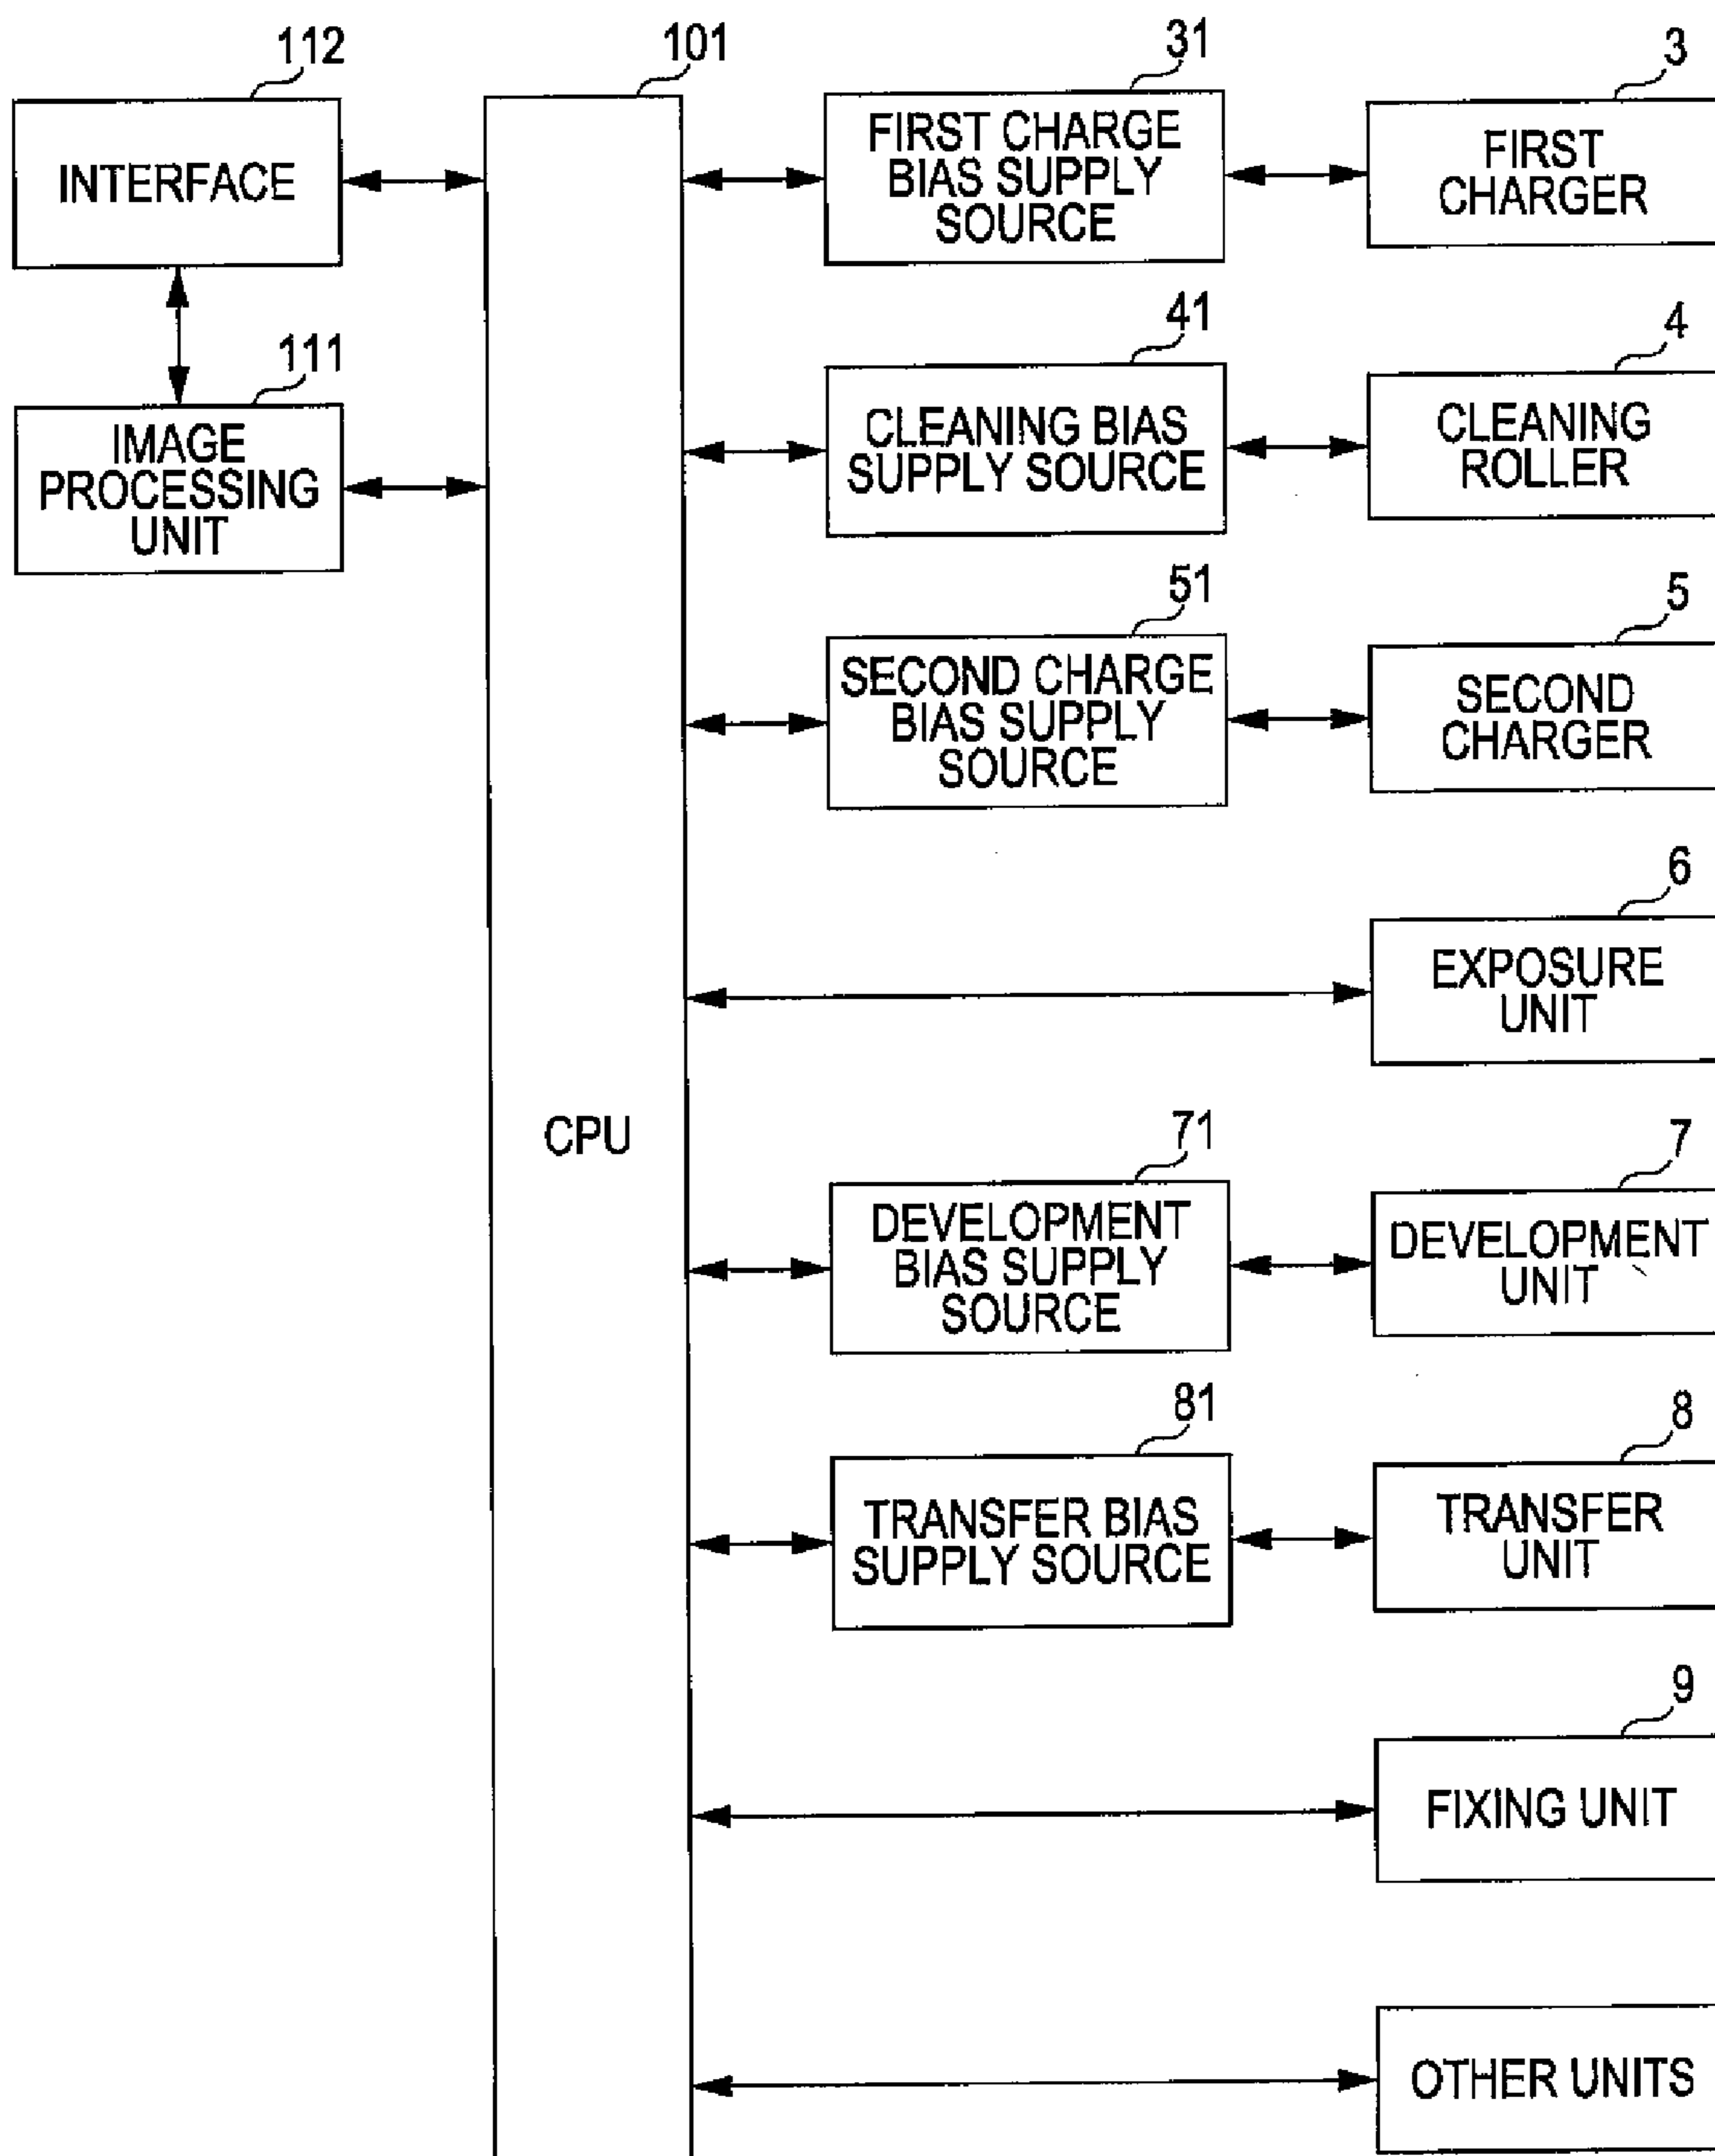 112
101
31
3
INTERFACE
FIRST CHARGE
BIAS SUPPLY
SOURCE
FIRST
CHARGER
111
41
4
IMAGE
PROCESSING
UNIT
CLEANING BIAS
SUPPLY SOURCE
CLEANING
ROLLER
51
5
SECOND CHARGE
BIAS SUPPLY
SOURCE
SECOND
CHARGER
6
EXPOSURE
UNIT
CPU
71
7
DEVELOPMENT
BIAS SUPPLY
SOURCE
DEVELOPMENT
UNIT
81
8
TRANSFER BIAS
SUPPLY SOURCE
TRANSFER
UNIT
9
FIXING UNIT
OTHER UNITS